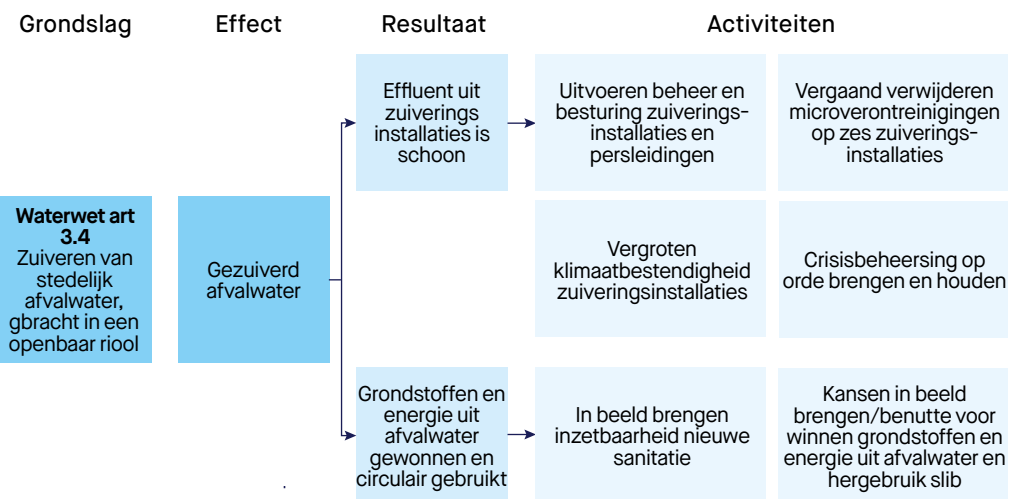 Grondslag
Effect
Resultaat
Activiteiten
Waterwet art
3.4
Zuiveren van
stedelijk
afvalwater,
gbracht in een
openbaar riool
Gezuiverd
afvalwater
Effluent uit
zuiverings
installaties is
schoon
Uitvoeren beheer en
besturing zuiverings-
installaties en
persleidingen
Vergaand verwijderen
microverontreinigingen
op zes zuiverings-
installaties
Vergroten
klimaatbestendigheid
zuiveringsinstallaties
Crisisbeheersing op
orde brengen en houden
Grondstoffen en
energie uit
afvalwater
gewonnen en
circulair gebruikt
In beeld brengen
inzetbaarheid nieuwe
sanitatie
Kansen in beeld
brengen/benutte voor
winnen grondstoffen en
energie uit afvalwater en
hergebruik slib